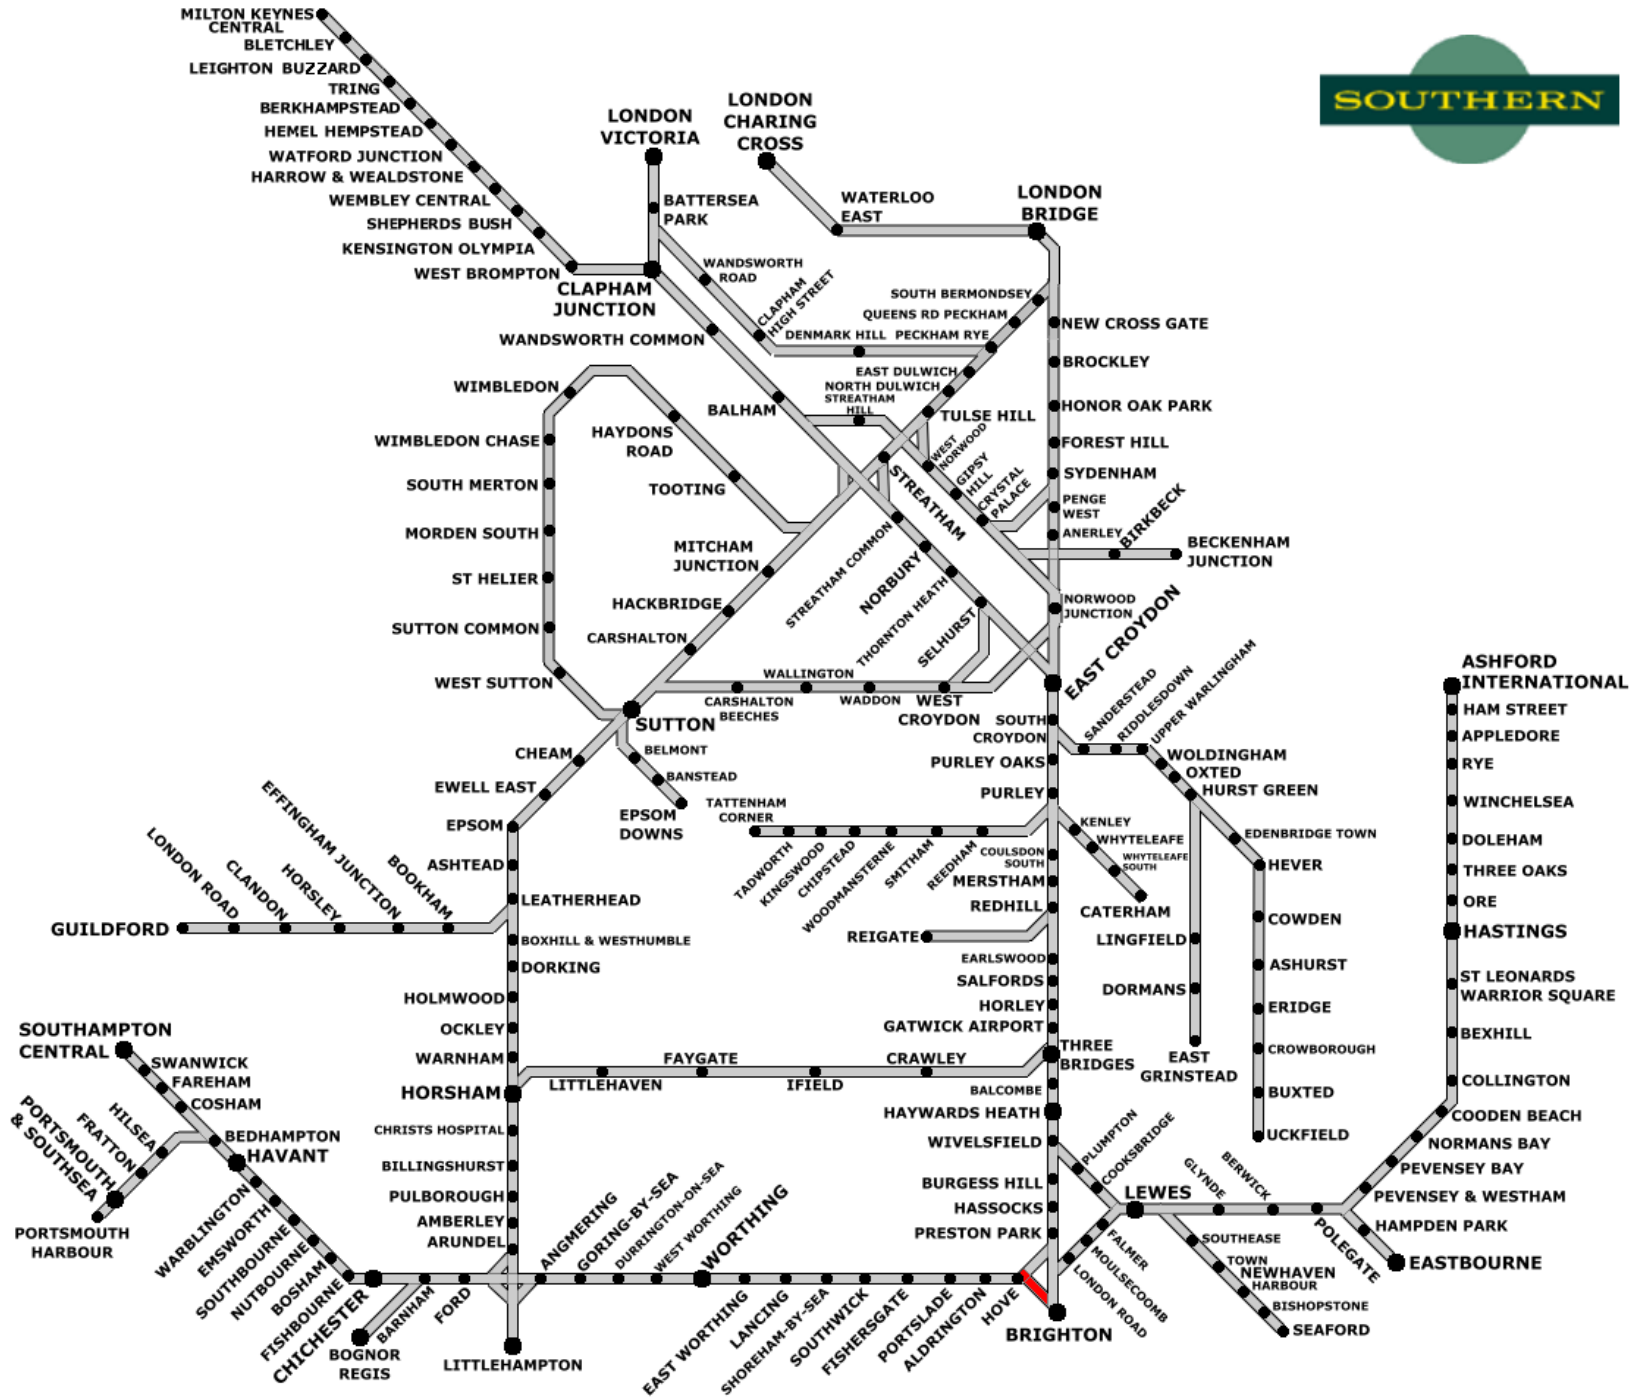 MILTON KEYNES
CENTRAL
BLETCHLEY
LEIGHTON BUZZARD
TRING
BERKHAMPSTEAD
HEMEL HEMPSTEAD
WATFORD JUNCTION
HARROW & WEALDSTONE
WEMBLEY CENTRAL
SHEPHERDS BUSH
KENSINGTON OLYMPIA
WEST BROMPTON
CLAPHAM
JUNCTION
LONDON
VICTORIA
BATTERSEA
PARK
LONDON
CHARING
CROSS
WATERLOO
EAST
LONDON
BRIDGE
SOUTHERN
WANDSWORTH
ROAD
CLAPHAM
HIGH STREET
DENMARK HILL
PECKHAM RYE
QUEENS RD PECKHAM
SOUTH BERMONDSEY
NEW CROSS GATE
BROCKLEY
HONOR OAK PARK
FOREST HILL
SYDENHAM
PENGE
WEST
ANERLEY
BIRKBECK
BECKENHAM
JUNCTION
NORWOOD
JUNCTION
EAST CROYDON
WANDSWORTH COMMON
BALHAM
EAST DULWICH
NORTH DULWICH
STREATHAM
HILL
TULSE HILL
WEST
NORWOOD
GIPSY
HILL
CRYSTAL
PALACE
STREATHAM
STREATHAM COMMON
NORBURY
THORNTON HEATH
SELHURST
WIMBLEDON
WIMBLEDON CHASE
SOUTH MERTON
MORDEN SOUTH
ST HELIER
SUTTON COMMON
WEST SUTTON
HAYDONS
ROAD
TOOTING
MITCHAM
JUNCTION
HACKBRIDGE
CARSHALTON
WALLINGTON
CARSHALTON
BEECHES
WADDON
WEST
CROYDON
SUTTON
BELMONT
BANSTEAD
EPSOM
DOWNS
CHEAM
EWELL EAST
EPSOM
ASHTEAD
LEATHERHEAD
BOXHILL & WESTHUMBLE
DORKING
HOLMWOOD
OCKLEY
WARNHAM
HORSHAM
EFFINGHAM JUNCTION
LONDON ROAD
CLANDON
HORSLEY
BOOKHAM
GUILDFORD
SOUTH
CROYDON
PURLEY OAKS
PURLEY
TATTENHAM
CORNER
TADWORTH
KINGSWOOD
CHIPSTEAD
WOODMANSTERNE
SMITHAM
REEDHAM
COULSDON
SOUTH
MERSTHAM
REDHILL
REIGATE
EARLSWOOD
SALFORDS
HORLEY
GATWICK AIRPORT
THREE
BRIDGES
KENLEY
WHYTELEAFE
WHYTELEAFE
SOUTH
CATERHAM
SANDERSTEAD
RIDDLESDOWN
UPPER WARLINGHAM
WOLDINGHAM
OXTED
HURST GREEN
EDENBRIDGE TOWN
HEVER
COWDEN
ASHURST
ERIDGE
CROWBOROUGH
BUXTED
UCKFIELD
LINGFIELD
DORMANS
EAST
GRINSTEAD
ASHFORD
INTERNATIONAL
HAM STREET
APPLEDORE
RYE
WINCHELSEA
DOLEHAM
THREE OAKS
ORE
HASTINGS
ST LEONARDS
WARRIOR SQUARE
BEXHILL
COLLINGTON
COODEN BEACH
NORMANS BAY
PEVENSEY BAY
PEVENSEY & WESTHAM
HAMPDEN PARK
EASTBOURNE
LITTLEHAVEN
FAYGATE
IFIELD
CRAWLEY
BALCOMBE
HAYWARDS HEATH
WIVELSFIELD
BURGESS HILL
HASSOCKS
PRESTON PARK
PLUMPTON
COOKSBRIDGE
LEWES
GLYNDE
BERWICK
POLEGATE
FALMER
MOULSECOOMB
LONDON ROAD
SOUTHEASE
TOWN
NEWHAVEN
HARBOUR
BISHOPSTONE
SEAFORD
SOUTHAMPTON
CENTRAL
SWANWICK
FAREHAM
COSHAM
BEDHAMPTON
HAVANT
HILSEA
FRATTON
PORTSMOUTH
& SOUTHSEA
PORTSMOUTH
HARBOUR
WARBLINGTON
EMSWORTH
SOUTHBOURNE
NUTBOURNE
BOSHAM
FISHBOURNE
CHICHESTER
BOGNOR
REGIS
BARNHAM
FORD
CHRISTS HOSPITAL
BILLINGSHURST
PULBOROUGH
AMBERLEY
ARUNDEL
LITTLEHAMPTON
ANGMERING
GORING-BY-SEA
DURRINGTON-ON-SEA
WEST WORTHING
WORTHING
EAST WORTHING
LANCING
SHOREHAM-BY-SEA
SOUTHWICK
FISHERSGATE
PORTSLADE
ALDRINGTON
HOVE
BRIGHTON